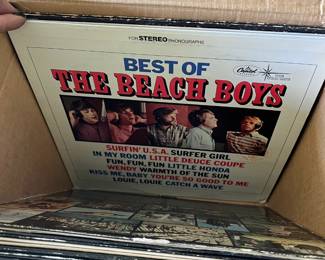 FOR STEREO PHONOGRAPHS
BEST OF
Capitol
THE BEACH BOYS
SURFIN' U.S.A. SURFER GIRL
IN MY ROOM LITTLE DEUCE COUPE
FUN, FUN, FUN LITTLE HONDA
WENDY WARMTH OF THE SUN
KISS ME, BABY YOU'RE SO GOOD TO ME
LOUIE, LOUIE CATCH A WAVE